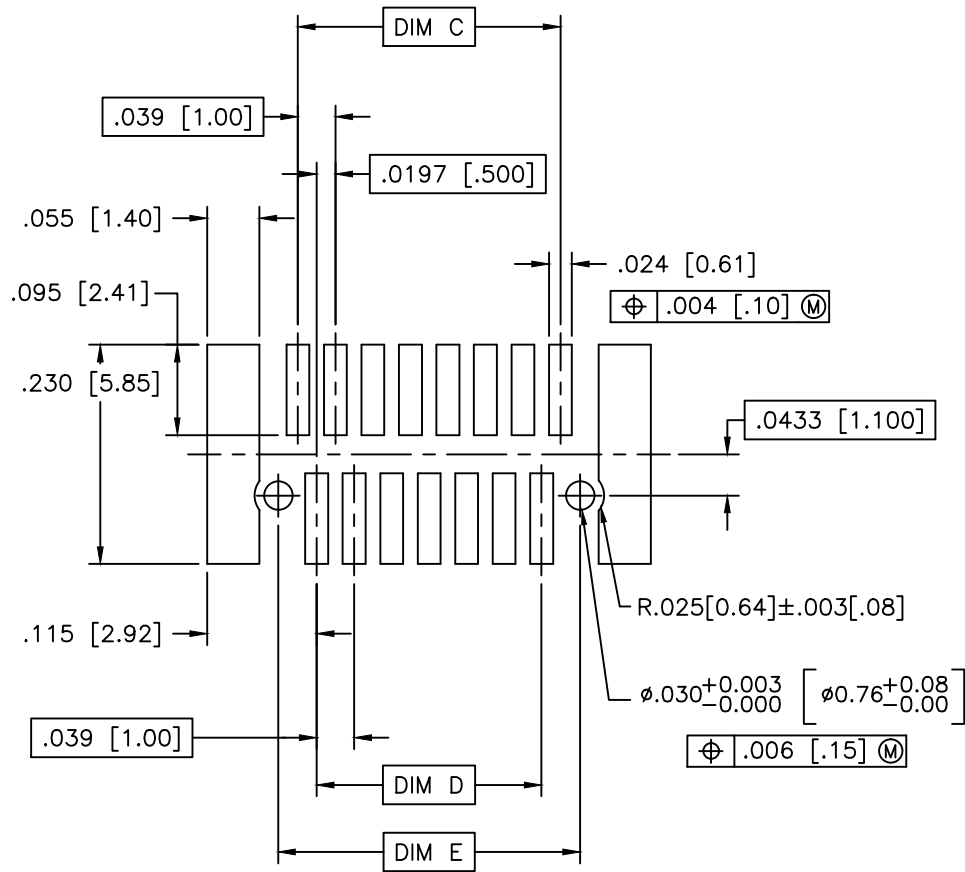 DIM C
.039 [1.00]
.0197 [.500]
.055 [1.40]
.024 [0.61]
.095 [2.41]
⌖ .004 [.10] Ⓜ
.230 [5.85]
.0433 [1.100]
R.025[0.64]±.003[.08]
.115 [2.92]
ø.030+0.003 -0.000 [ø0.76+0.08 -0.00]
.039 [1.00]
⌖ .006 [.15] Ⓜ
DIM D
DIM E